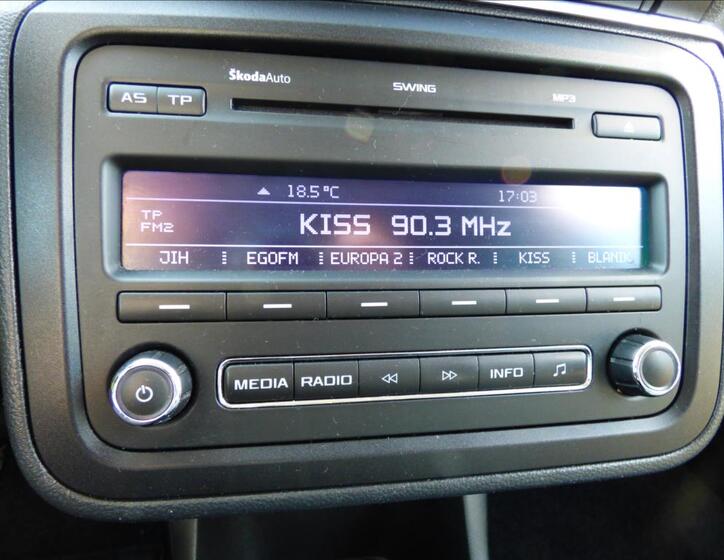 ŠkodaAuto SWING MP3
AS TP
18.5 °C 17:03
TP
FM2
KISS 90.3 MHz
JIH EGOFM EUROPA 2 ROCK R. KISS BLANIK
MEDIA RADIO INFO